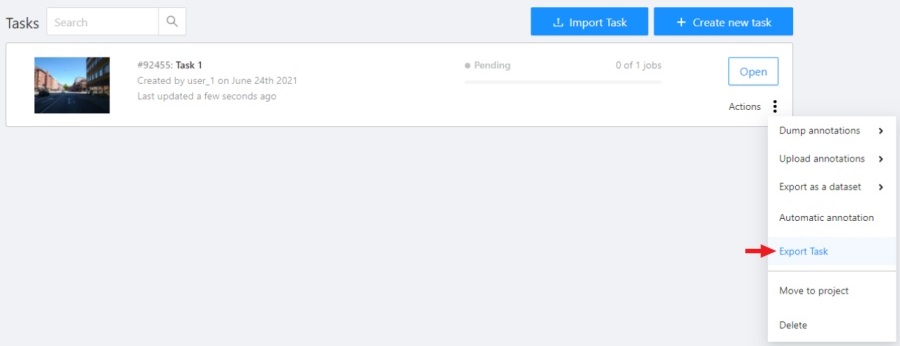 Tasks Search Import Task + Create new task
#92455: Task 1 Pending 0 of 1 jobs
Created by user_1 on June 24th 2021 Open
Last updated a few seconds ago
Actions
Dump annotations
Upload annotations
Export as a dataset
Automatic annotation
Export Task
Move to project
Delete